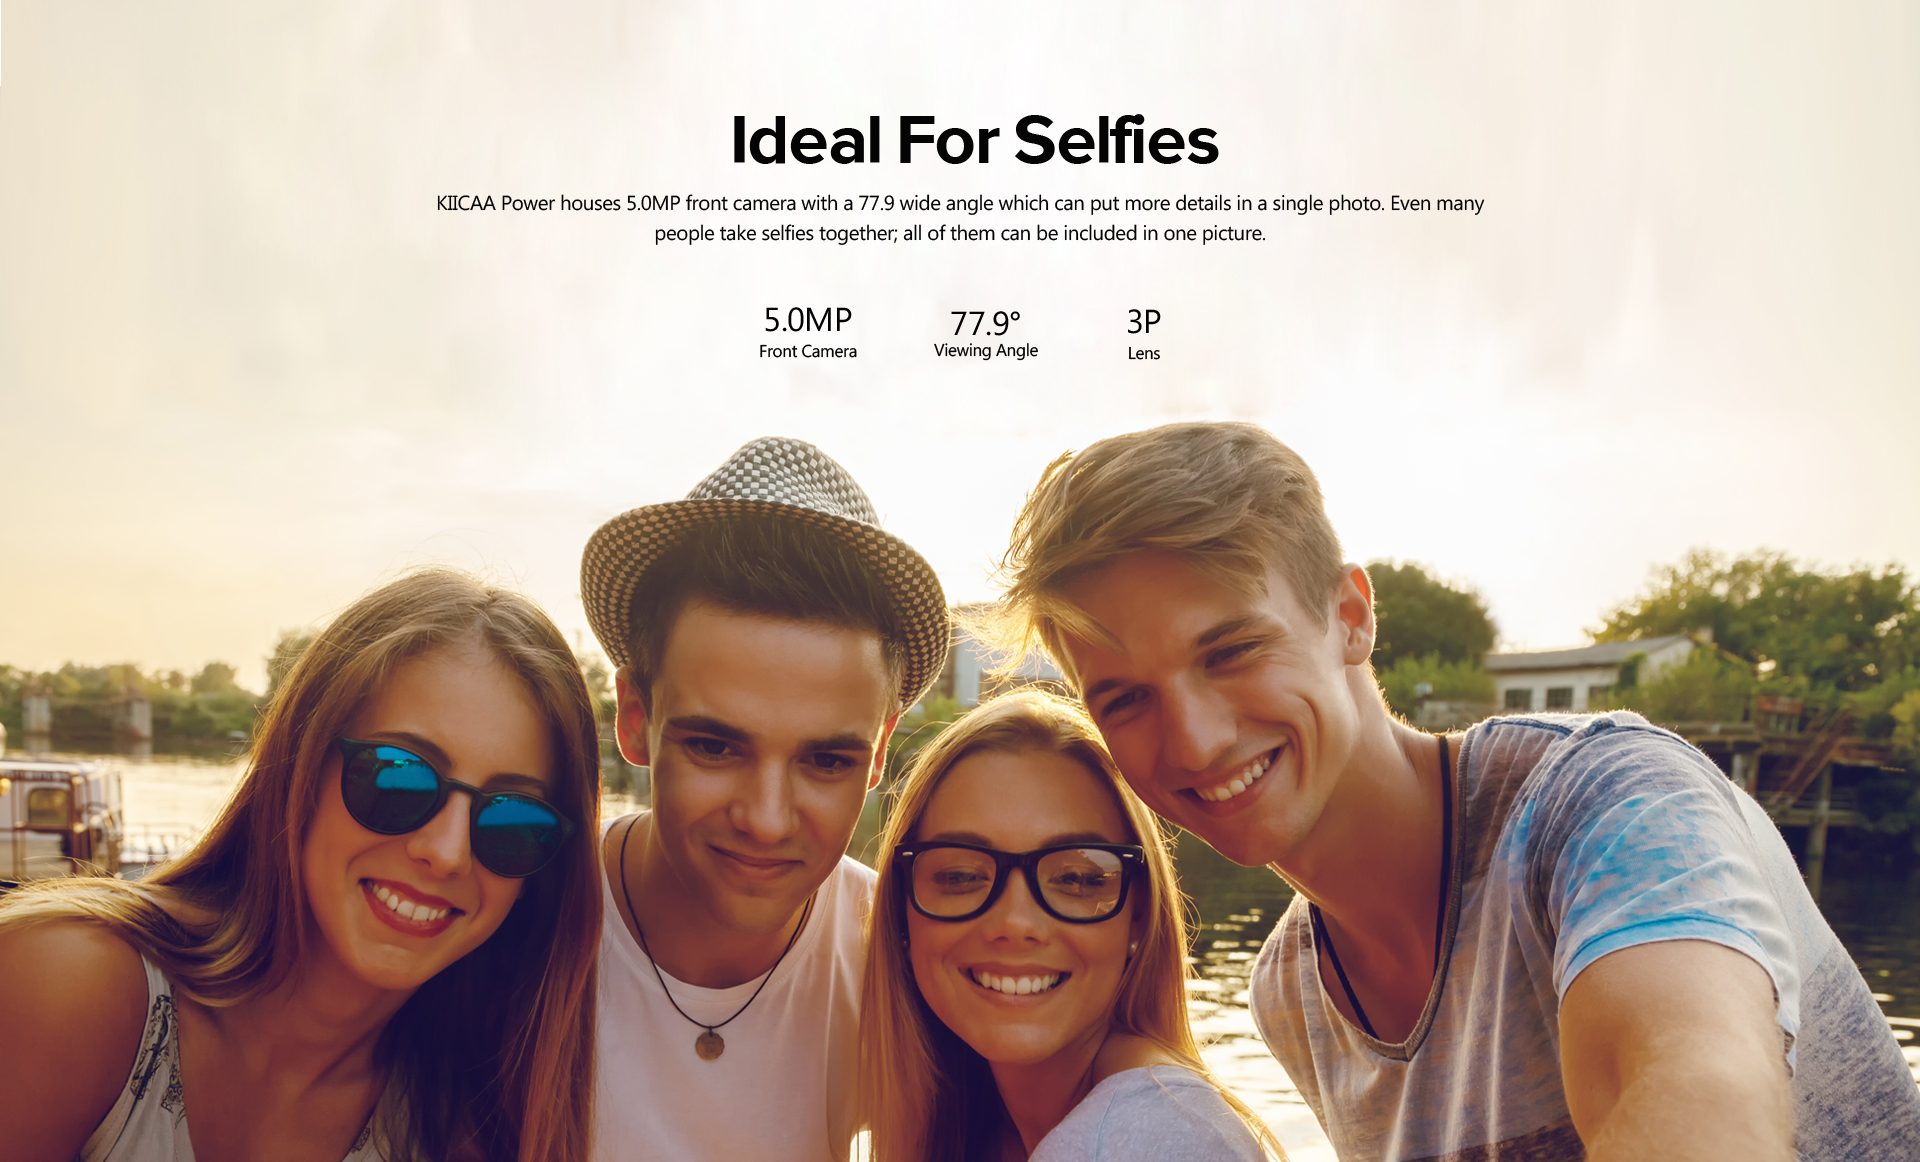 Ideal For Selfies
KIICAA Power houses 5.0MP front camera with a 77.9 wide angle which can put more details in a single photo. Even many
people take selfies together; all of them can be included in one picture.
5.0MP
Front Camera
77.9°
Viewing Angle
3P
Lens